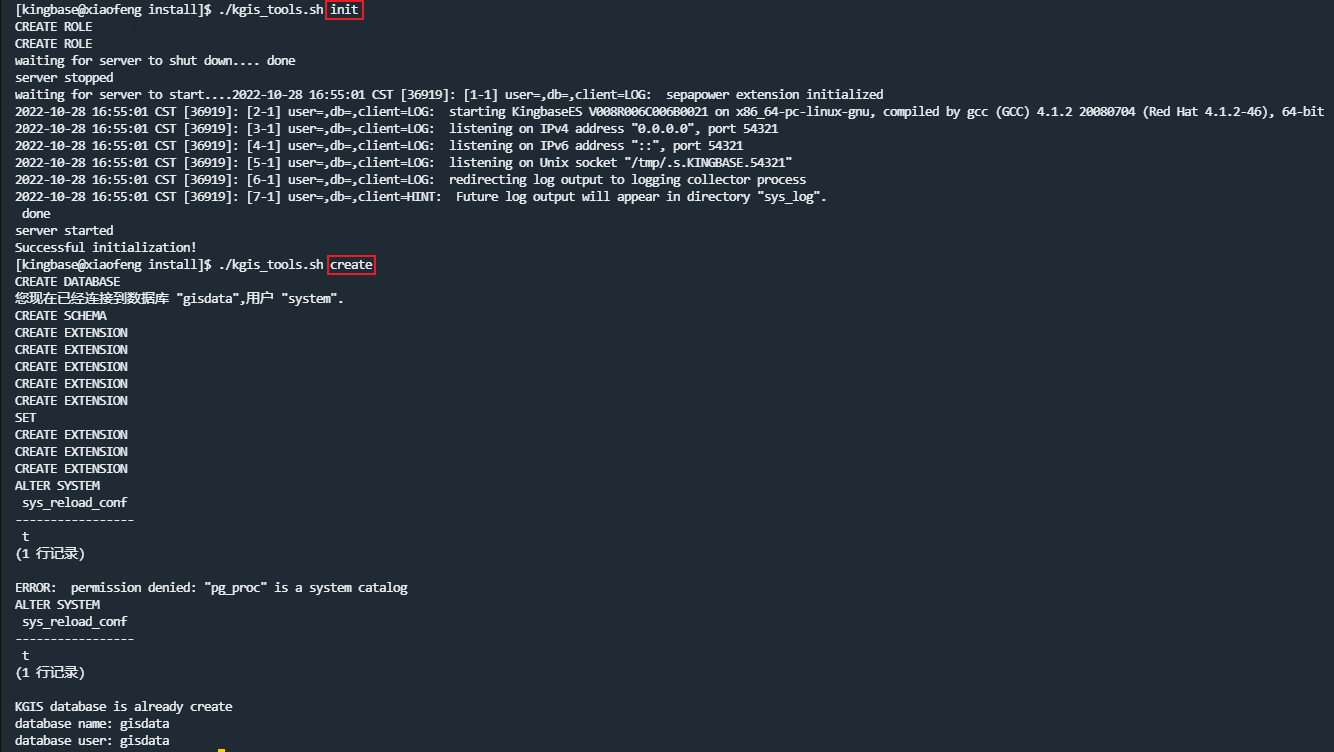 [kingbase@xiaofeng install]$ ./kgis_tools.sh init
CREATE ROLE
CREATE ROLE
waiting for server to shut down.... done
server stopped
waiting for server to start....2022-10-28 16:55:01 CST [36919]: [1-1] user=,db=,client=LOG:  sepapower extension initialized
2022-10-28 16:55:01 CST [36919]: [2-1] user=,db=,client=LOG:  starting KingbaseES V008R006C006B0021 on x86_64-pc-linux-gnu, compiled by gcc (GCC) 4.1.2 20080704 (Red Hat 4.1.2-46), 64-bit
2022-10-28 16:55:01 CST [36919]: [3-1] user=,db=,client=LOG:  listening on IPv4 address "0.0.0.0", port 54321
2022-10-28 16:55:01 CST [36919]: [4-1] user=,db=,client=LOG:  listening on IPv6 address "::", port 54321
2022-10-28 16:55:01 CST [36919]: [5-1] user=,db=,client=LOG:  listening on Unix socket "/tmp/.s.KINGBASE.54321"
2022-10-28 16:55:01 CST [36919]: [6-1] user=,db=,client=LOG:  redirecting log output to logging collector process
2022-10-28 16:55:01 CST [36919]: [7-1] user=,db=,client=HINT:  Future log output will appear in directory "sys_log".
 done
server started
Successful initialization!
[kingbase@xiaofeng install]$ ./kgis_tools.sh create
CREATE DATABASE
您现在已经连接到数据库 "gisdata",用户 "system".
CREATE SCHEMA
CREATE EXTENSION
CREATE EXTENSION
CREATE EXTENSION
CREATE EXTENSION
CREATE EXTENSION
SET
CREATE EXTENSION
CREATE EXTENSION
CREATE EXTENSION
ALTER SYSTEM
 sys_reload_conf
-----------------
 t
(1 行记录)

ERROR:  permission denied: "pg_proc" is a system catalog
ALTER SYSTEM
 sys_reload_conf
-----------------
 t
(1 行记录)

KGIS database is already create
database name: gisdata
database user: gisdata